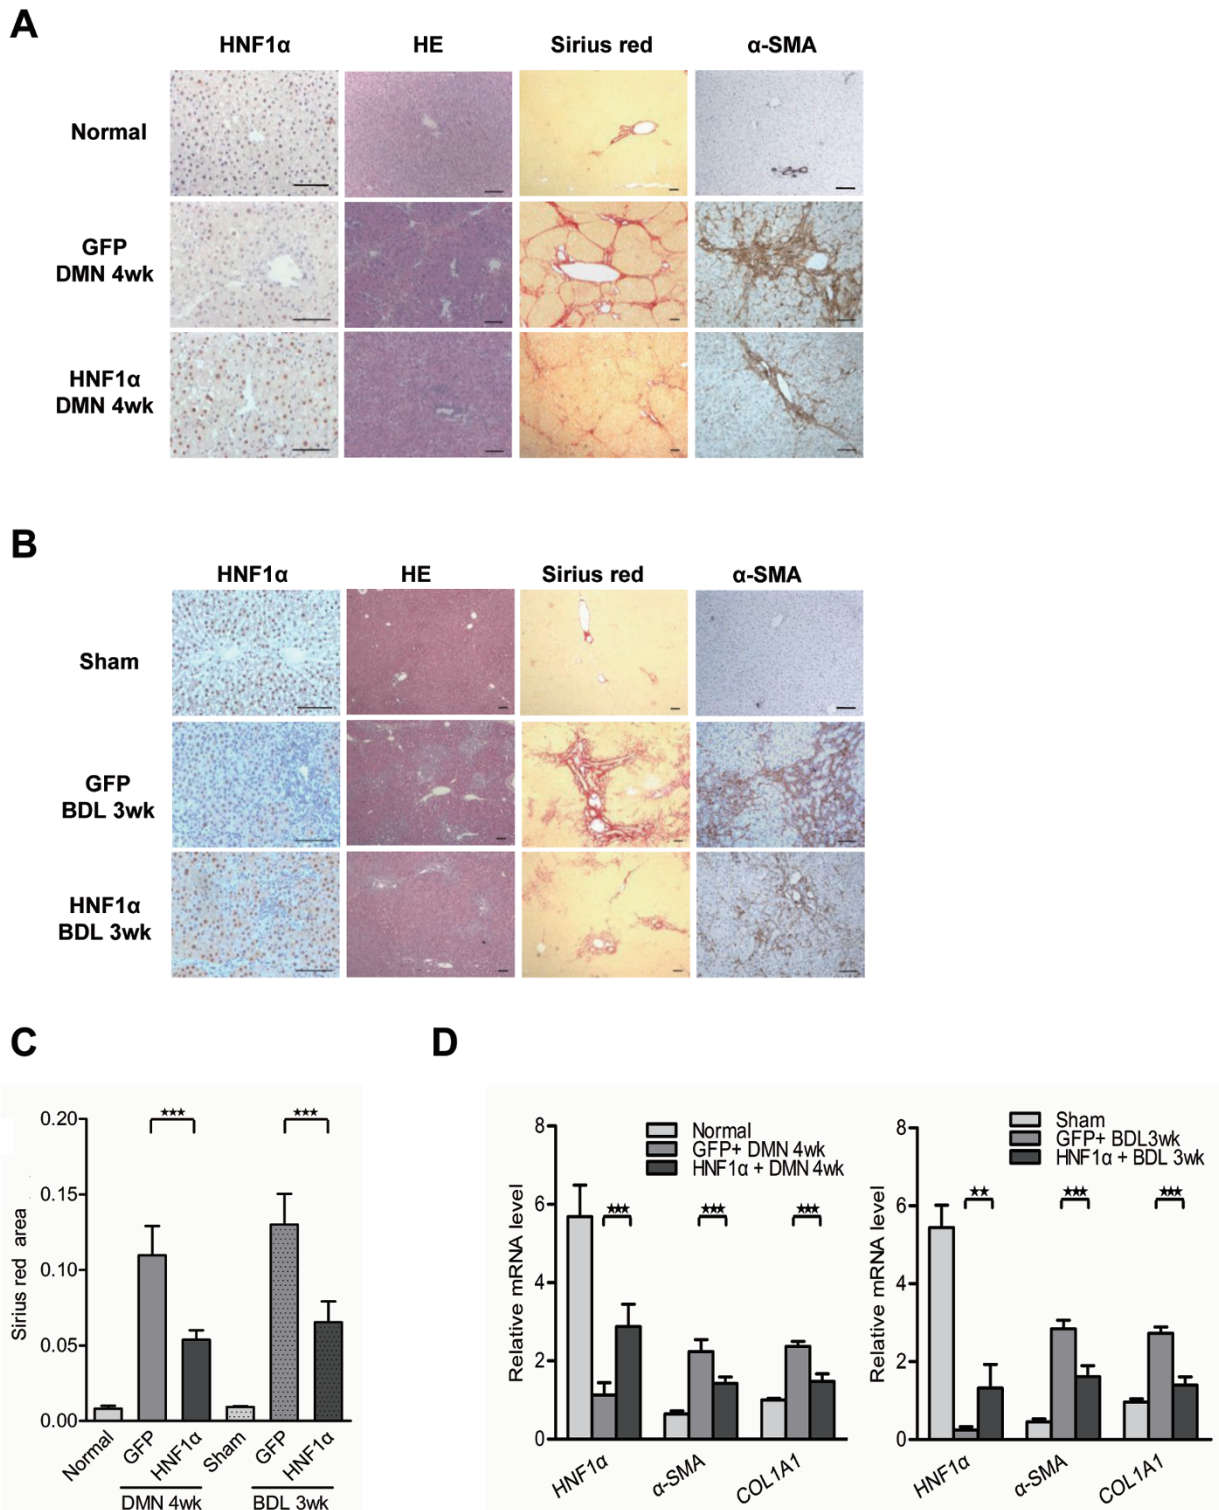 A
HNF1α HE Sirius red α-SMA
Normal
GFP
DMN 4wk
HNF1α
DMN 4wk
B
HNF1α HE Sirius red α-SMA
Sham
GFP
BDL 3wk
HNF1α
BDL 3wk
C
Sirius red area
0.20
0.15
0.10
0.05
0.00
★★★ ★★★
Normal GFP HNF1α Sham GFP HNF1α
DMN 4wk BDL 3wk
D
Relative mRNA level
8
6
4
2
0
Normal
GFP+ DMN 4wk
HNF1α + DMN 4wk
★★★ ★★★ ★★★
HNF1α α-SMA COL1A1
Relative mRNA level
8
6
4
2
0
Sham
GFP+ BDL3wk
HNF1α + BDL 3wk
★★ ★★★ ★★★
HNF1α α-SMA COL1A1